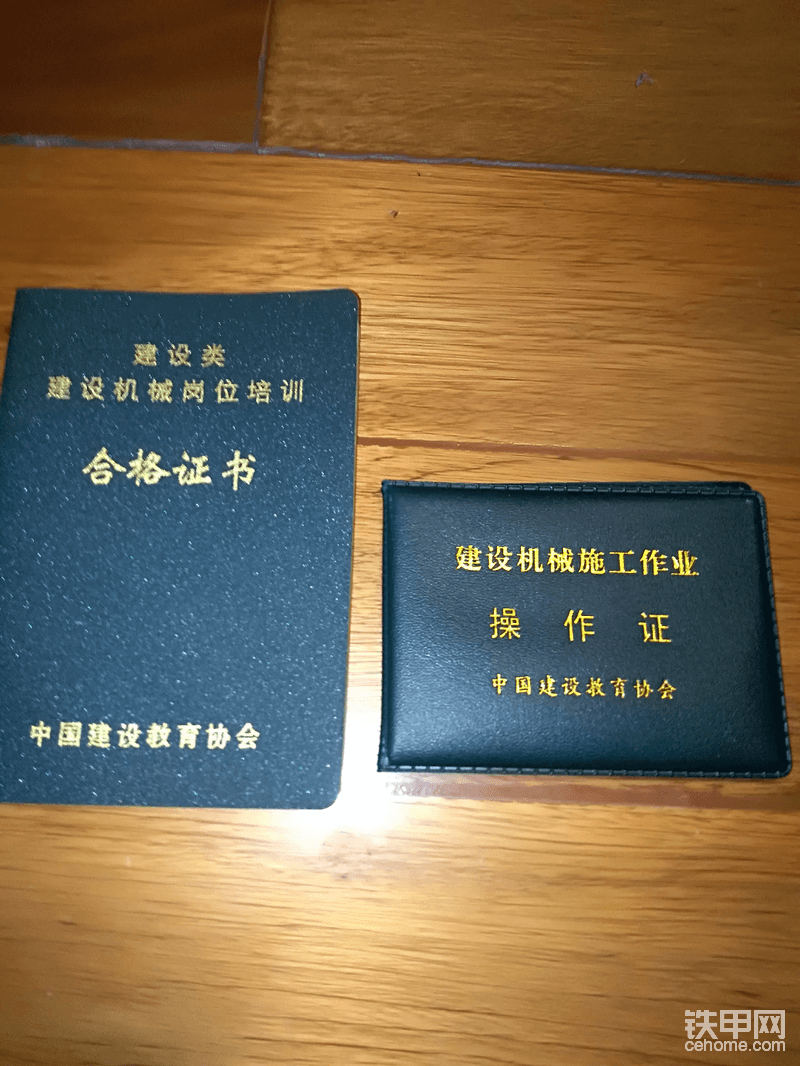 建设类
建设机械岗位培训
合格证书
中国建设教育协会
建设机械施工作业
操作证
中国建设教育协会
铁甲网
cehome.com